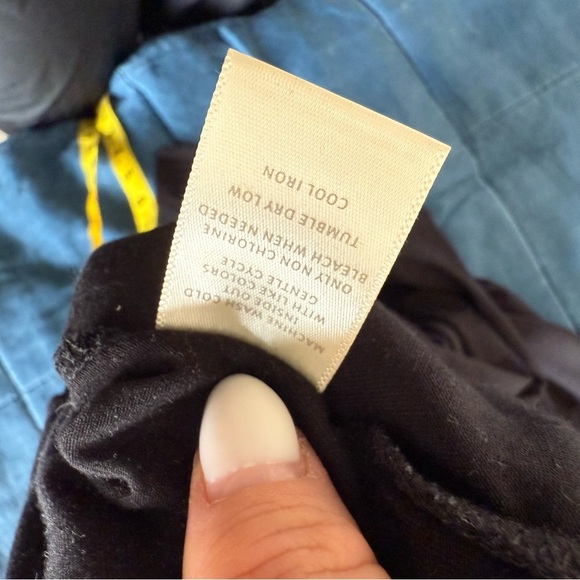 MACHINE WASH COLD
INSIDE OUT
WITH LIKE COLORS
GENTLE CYCLE
ONLY NON CHLORINE
BLEACH WHEN NEEDED
TUMBLE DRY LOW
COOL IRON